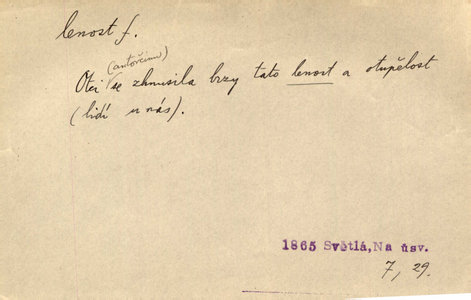 lenost f.
(autorčinu)
Otci se zhnusila brzy tato lenost a otupělost
(lidí u nás).
1865 Světlá,Na úsv.
7, 29.